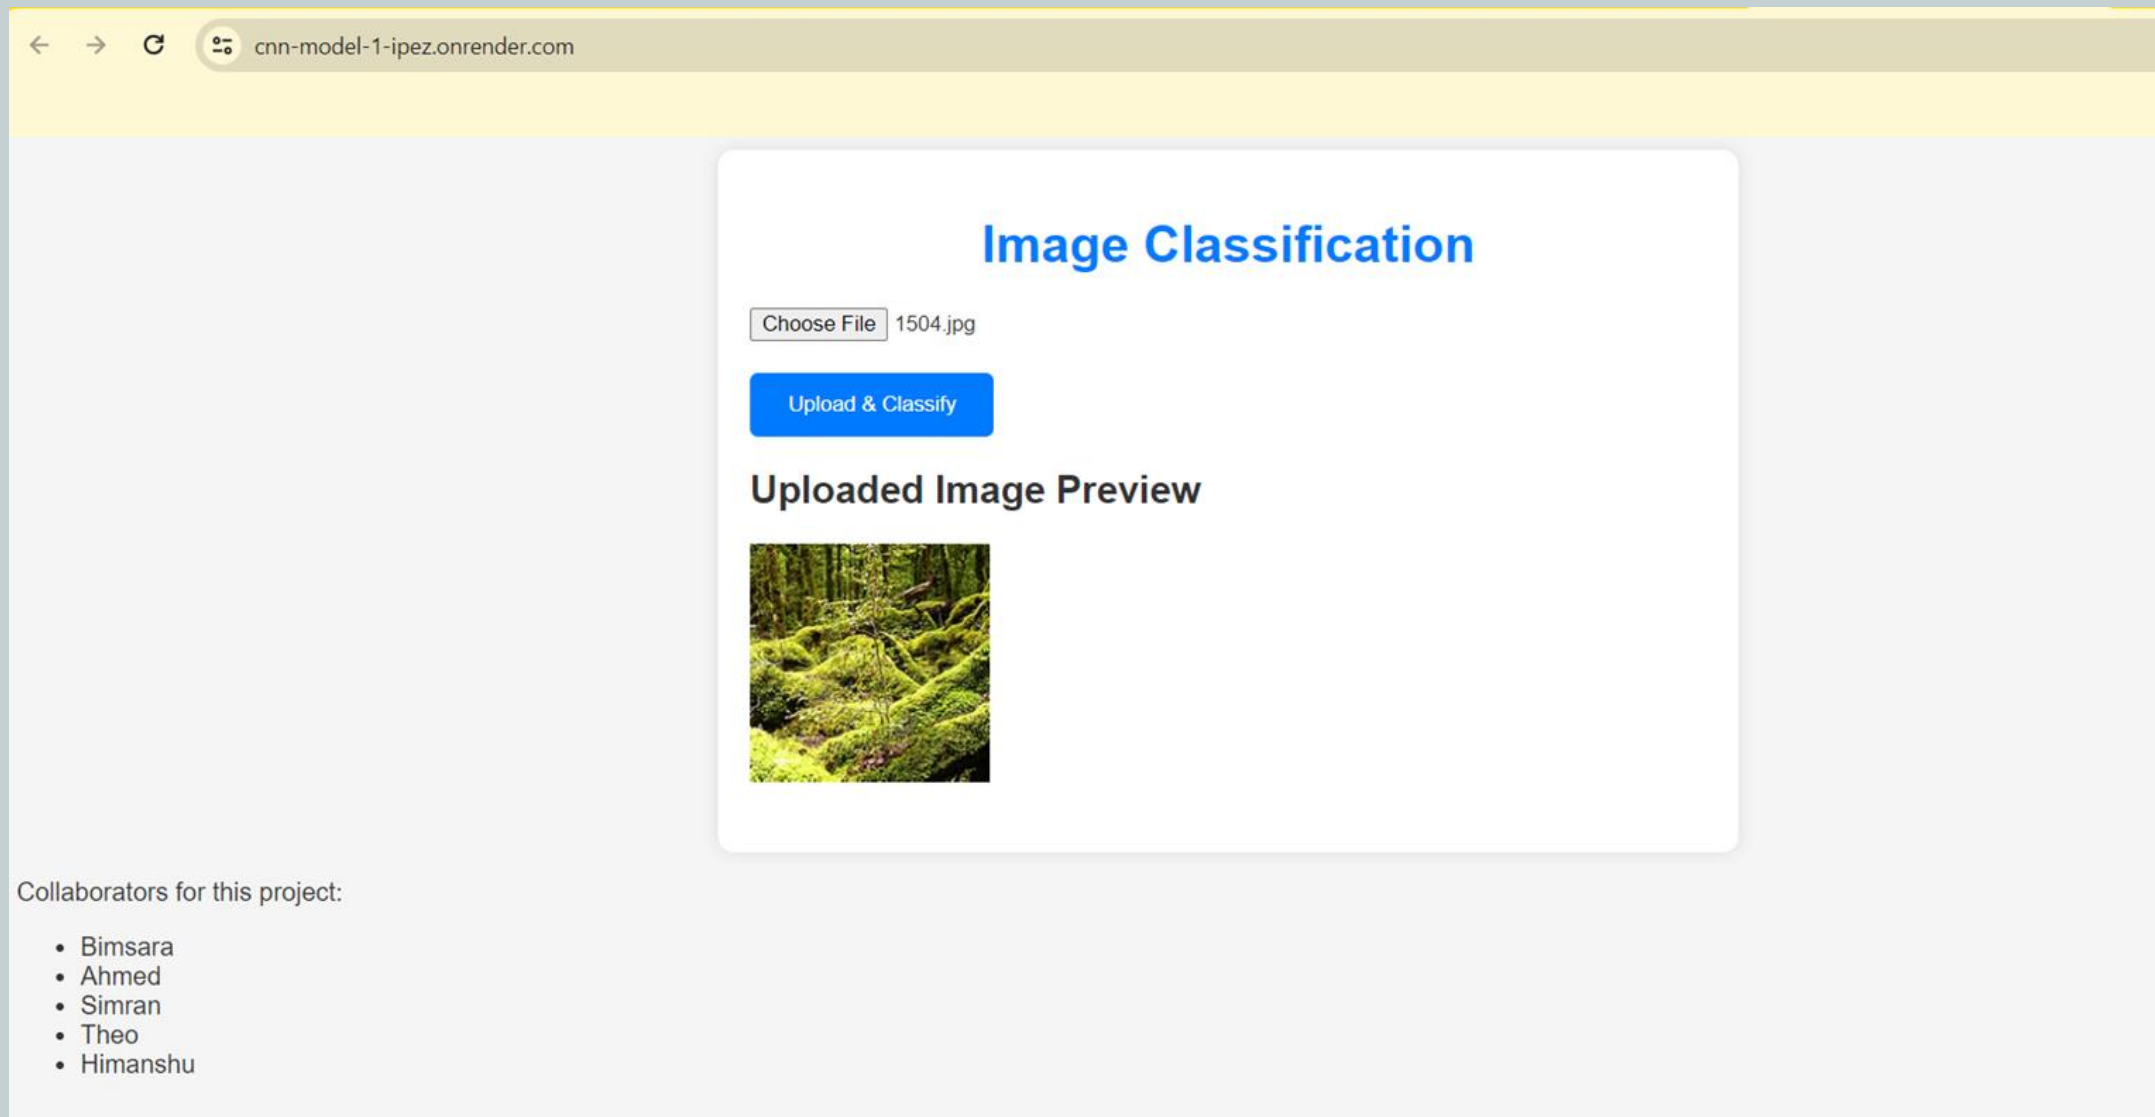 cnn-model-1-ipez.onrender.com
Image Classification
Choose File 1504.jpg
Upload & Classify
Uploaded Image Preview
Collaborators for this project:
Bimsara
Ahmed
Simran
Theo
Himanshu